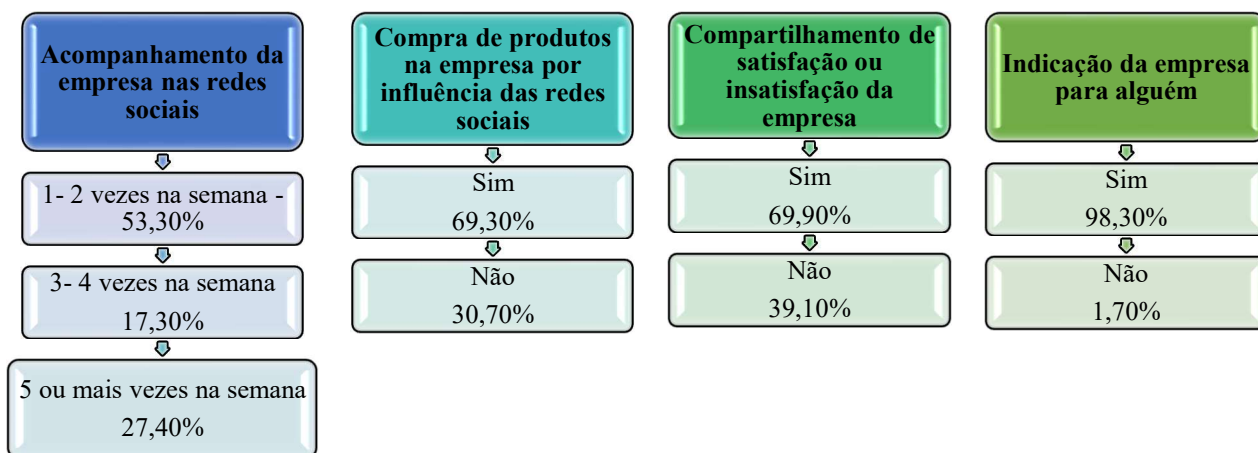 Acompanhamento da
empresa nas redes
sociais
1- 2 vezes na semana -
53,30%
3- 4 vezes na semana
17,30%
5 ou mais vezes na semana
27,40%
Compra de produtos
na empresa por
influência das redes
sociais
Sim
69,30%
Não
30,70%
Compartilhamento de
satisfação ou
insatisfação da
empresa
Sim
69,90%
Não
39,10%
Indicação da empresa
para alguém
Sim
98,30%
Não
1,70%